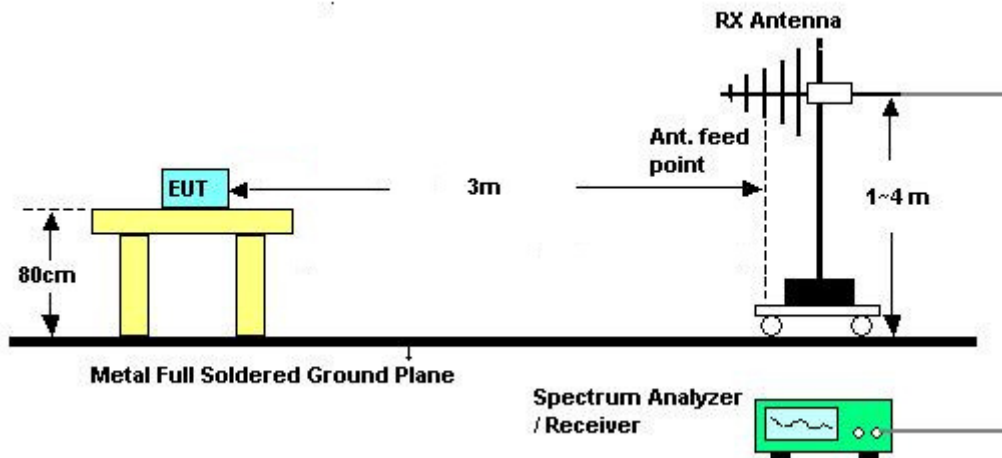 RX Antenna
Ant. feed
point
EUT
3m
1~4 m
80cm
Metal Full Soldered Ground Plane
Spectrum Analyzer
/ Receiver